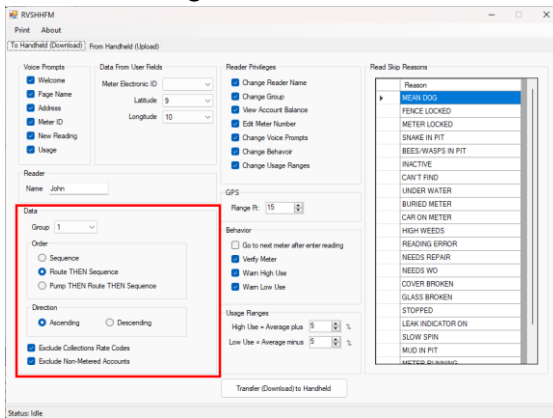 RVSHHFM
Print About
To Handheld (Download) From Handheld (Upload)
Voice Prompts
Welcome
Page Name
Address
Meter ID
New Reading
Usage
Data From User Fields
Meter Electronic ID
Latitude 9
Longitude 10
Reader Privileges
Change Reader Name
Change Group
View Account Balance
Edit Meter Number
Change Voice Prompts
Change Behavoir
Change Usage Ranges
Reader
Name John
GPS
Range Ft: 15
Data
Group 1
Order
Sequence
Route THEN Sequence
Pump THEN Route THEN Sequence
Direction
Ascending Descending
Exclude Collections Rate Codes
Exclude Non-Metered Accounts
Behavior
Go to next meter after enter reading
Verify Meter
Warn High Use
Warn Low Use
Usage Ranges
High Use = Average plus 5 %
Low Use = Average minus 5 %
Read Skip Reasons
Reason
MEAN DOG
FENCE LOCKED
METER LOCKED
SNAKE IN PIT
BEES/WASPS IN PIT
INACTIVE
CAN'T FIND
UNDER WATER
BURIED METER
CAR ON METER
HIGH WEEDS
READING ERROR
NEEDS REPAIR
NEEDS WO
COVER BROKEN
GLASS BROKEN
STOPPED
LEAK INDICATOR ON
SLOW SPIN
MUD IN PIT
METER RUNNING
Transfer (Download) to Handheld
Status: Idle